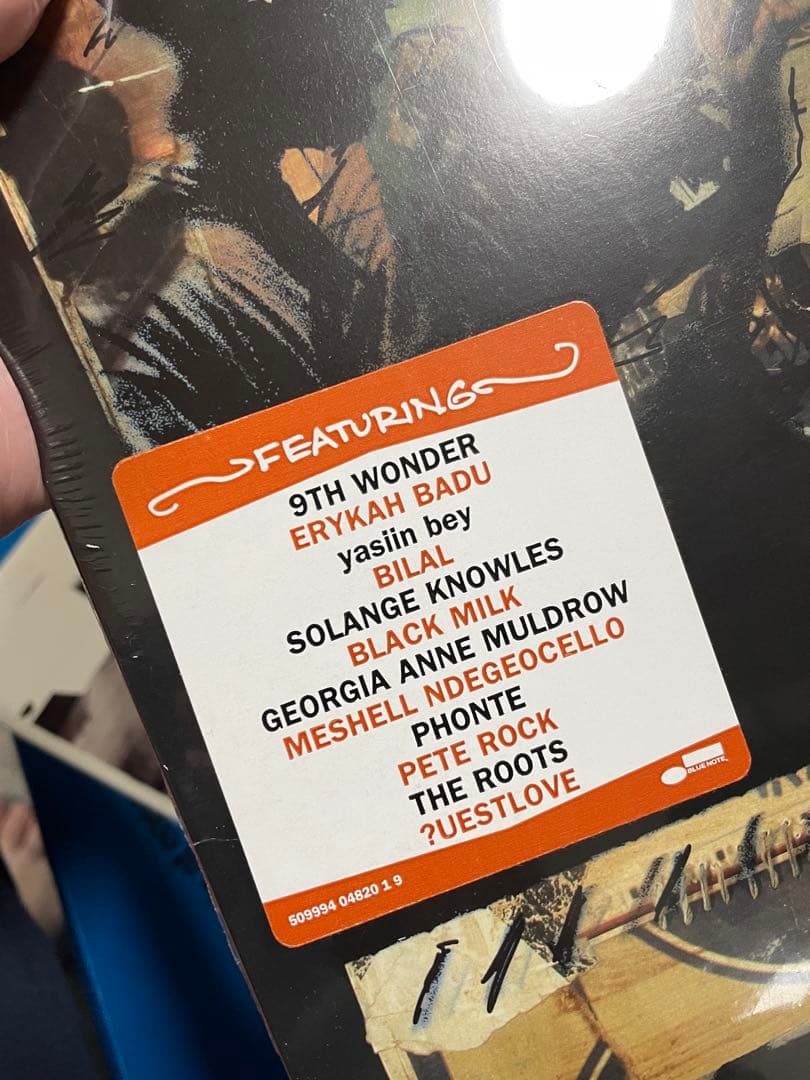 FEATURING
9TH WONDER
ERYKAH BADU
yasiin bey
BILAL
SOLANGE KNOWLES
BLACK MILK
GEORGIA ANNE MULDROW
MESHELL NDEGEOCELLO
PHONTE
PETE ROCK
THE ROOTS
?UESTLOVE
BLUE NOTE
509994 04820 1 9